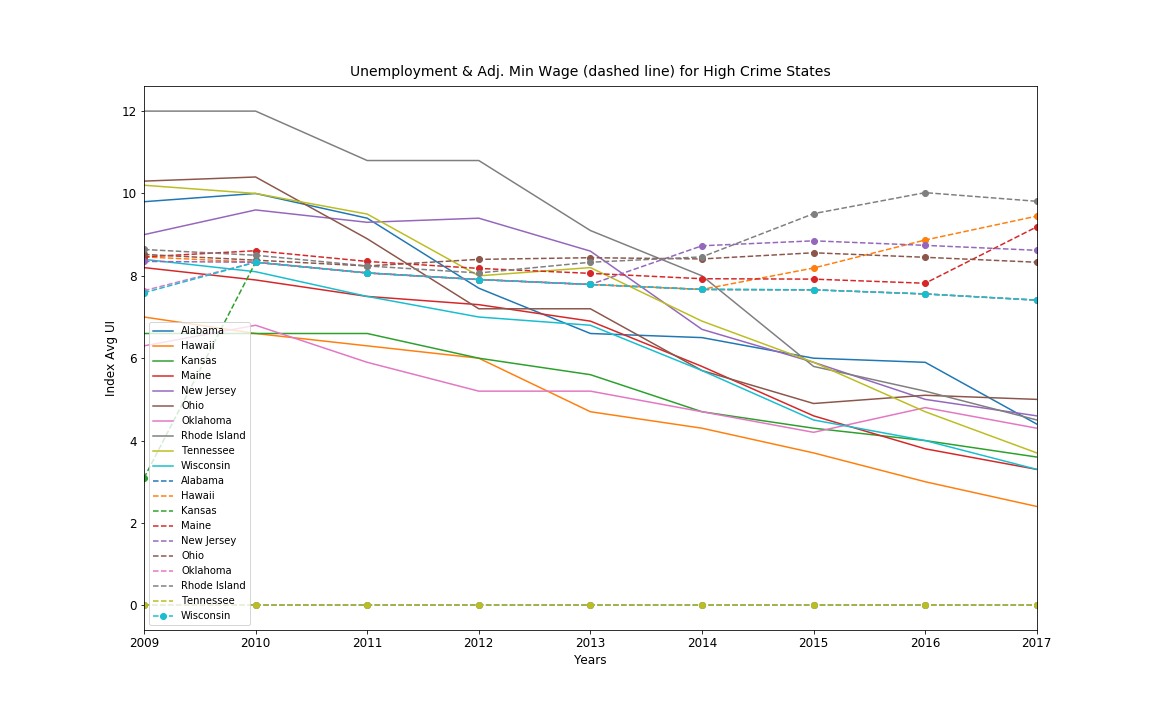 Unemployment & Adj. Min Wage (dashed line) for High Crime States
Index Avg UI
12
10
8
6
4
2
0
Alabama
Hawaii
Kansas
Maine
New Jersey
Ohio
Oklahoma
Rhode Island
Tennessee
Wisconsin
Alabama
Hawaii
Kansas
Maine
New Jersey
Ohio
Oklahoma
Rhode Island
Tennessee
Wisconsin
2009 2010 2011 2012 2013 2014 2015 2016 2017
Years